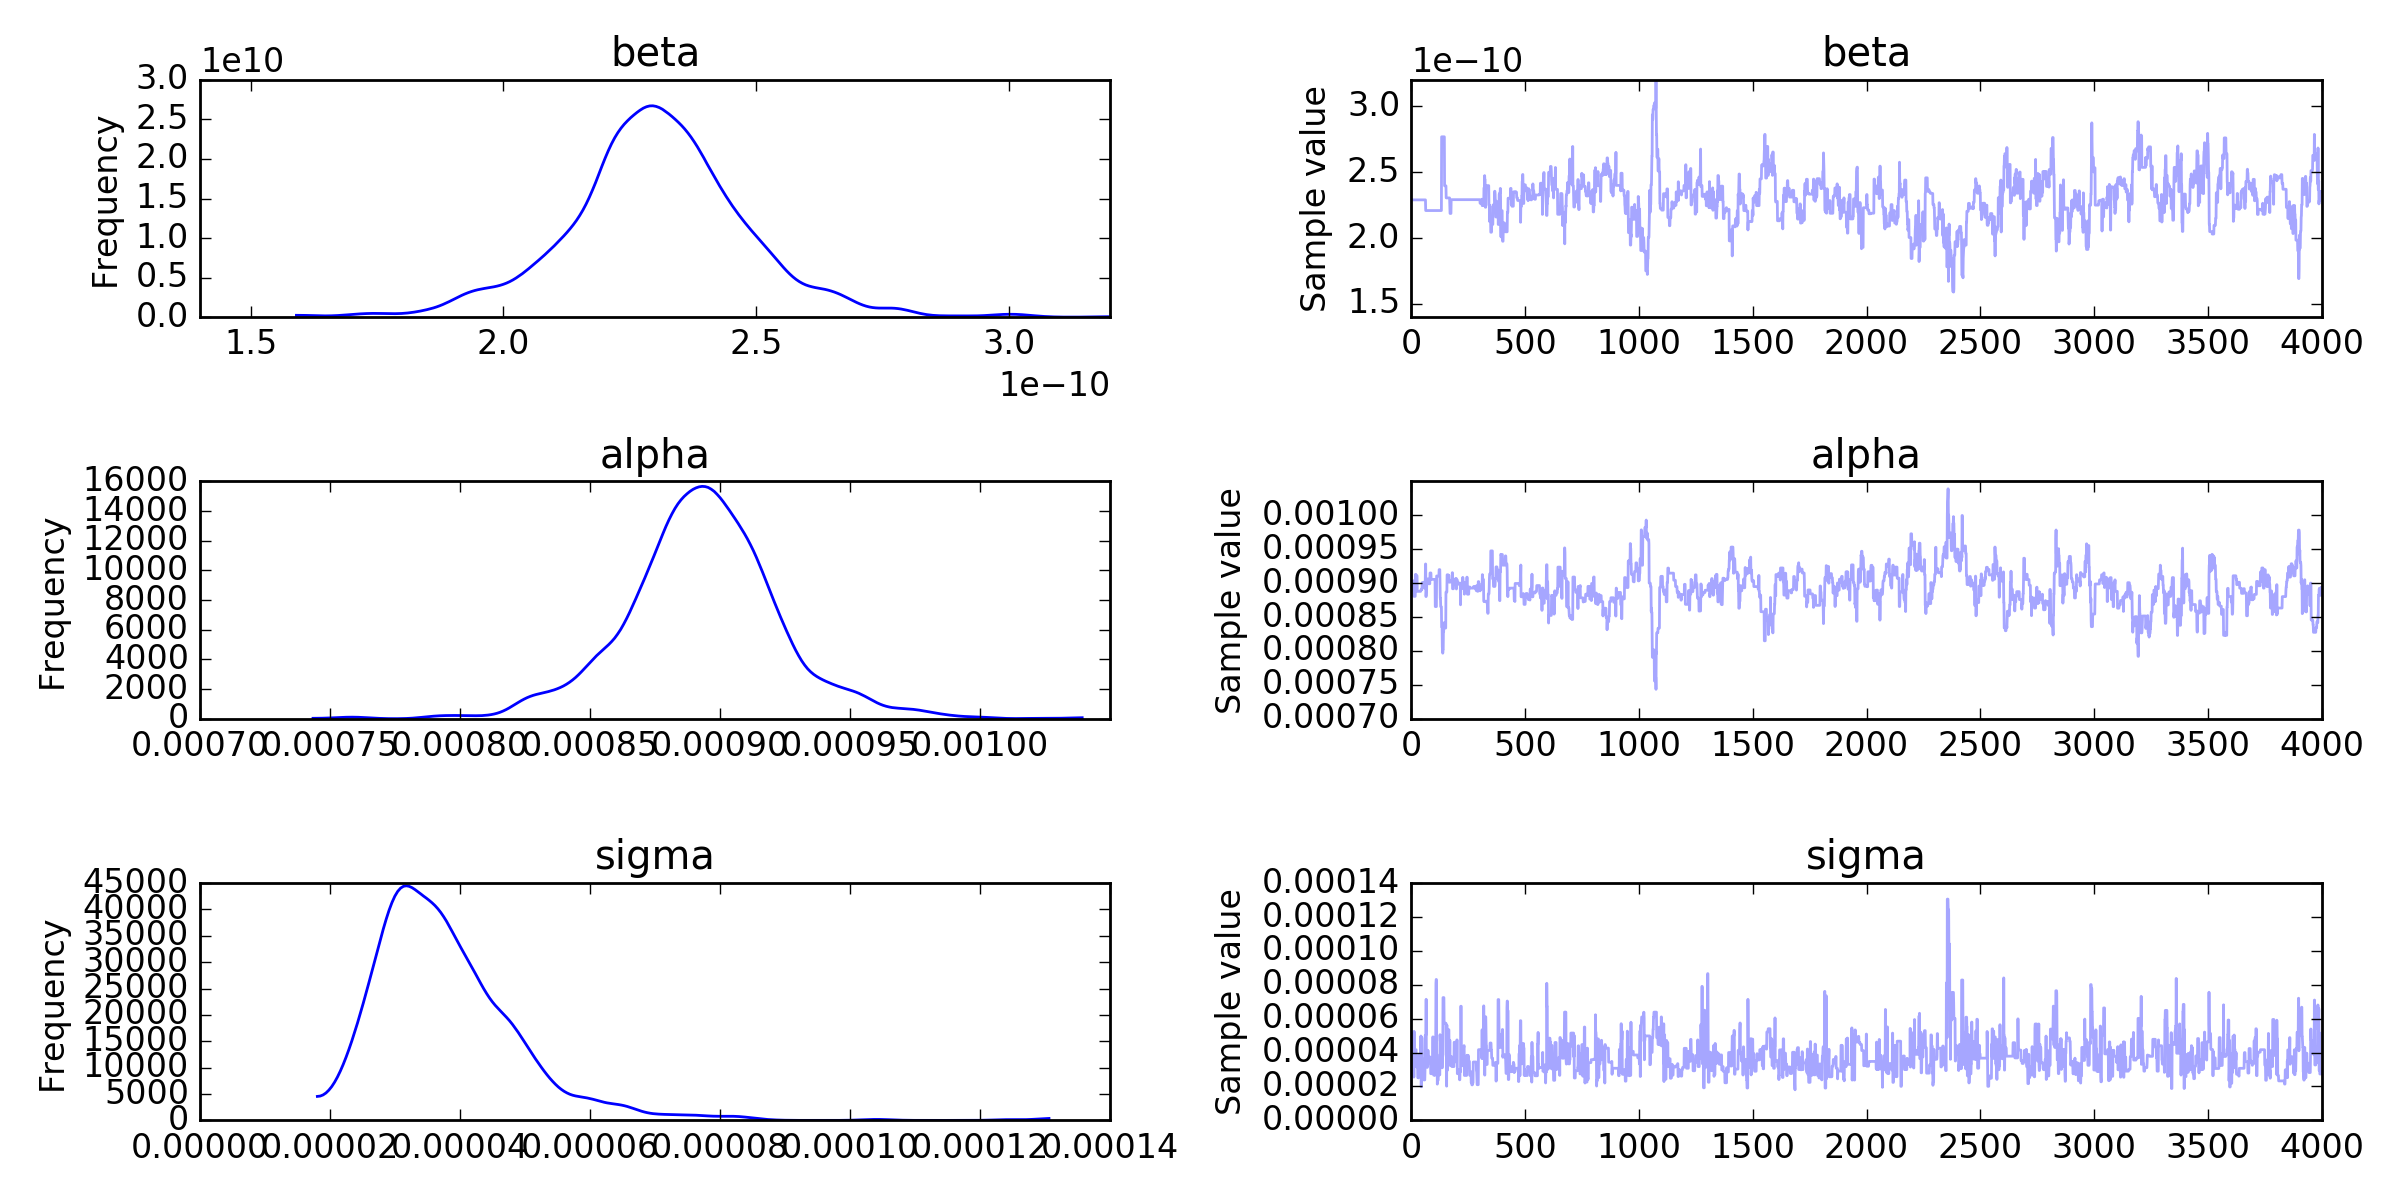 beta
1e10
3.0
2.5
2.0
1.5
1.0
0.5
0.0
Frequency
1.5 2.0 2.5 3.0
1e−10
beta
1e−10
3.0
2.5
2.0
1.5
Sample value
0 500 1000 1500 2000 2500 3000 3500 4000
alpha
16000
14000
12000
10000
8000
6000
4000
2000
0
Frequency
0.00070 0.00075 0.00080 0.00085 0.00090 0.00095 0.00100
alpha
0.00100
0.00095
0.00090
0.00085
0.00080
0.00075
0.00070
Sample value
0 500 1000 1500 2000 2500 3000 3500 4000
sigma
45000
40000
35000
30000
25000
20000
15000
10000
5000
0
Frequency
0.00000 0.00002 0.00004 0.00006 0.00008 0.00010 0.00012 0.00014
sigma
0.00014
0.00012
0.00010
0.00008
0.00006
0.00004
0.00002
0.00000
Sample value
0 500 1000 1500 2000 2500 3000 3500 4000